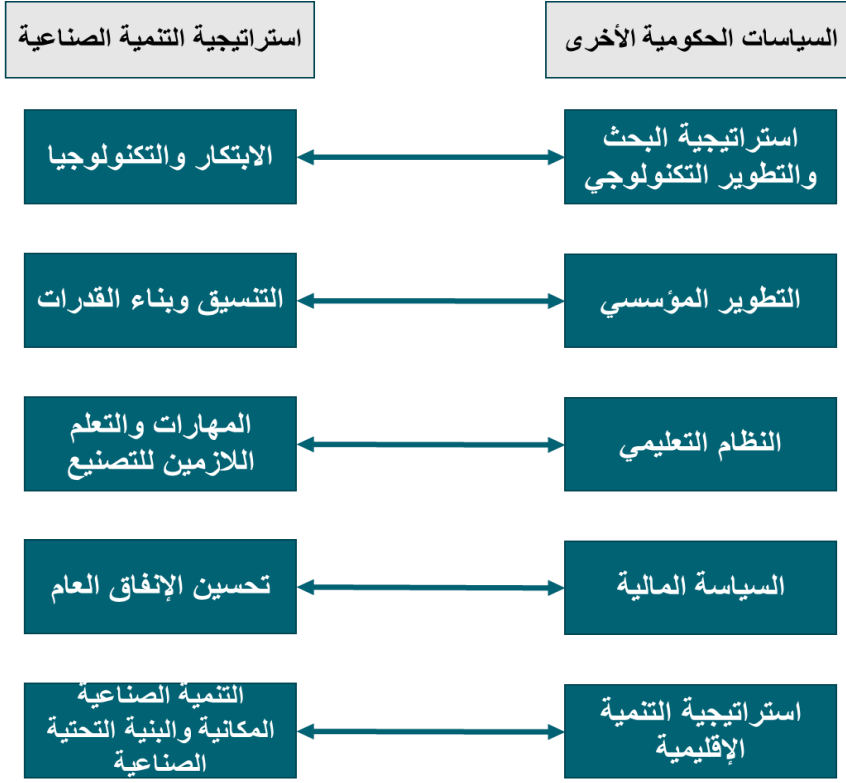 السياسات الحكومية الأخرى
استراتيجية التنمية الصناعية
استراتيجية البحث
والتطوير التكنولوجي
الابتكار والتكنولوجيا
التطوير المؤسسي
التنسيق وبناء القدرات
النظام التعليمي
المهارات والتعلم
اللازمين للتصنيع
السياسة المالية
تحسين الإنفاق العام
استراتيجية التنمية
الإقليمية
التنمية الصناعية
المكانية والبنية التحتية
الصناعية